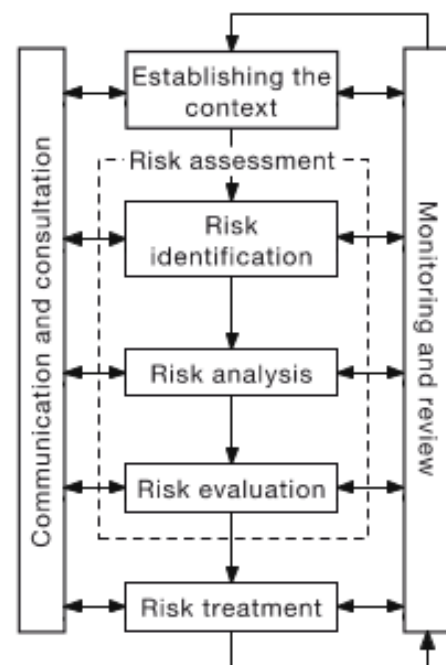 Establishing the
context
Risk assessment
Risk
identification
Risk analysis
Risk evaluation
Risk treatment
Communication and consultation
Monitoring and review